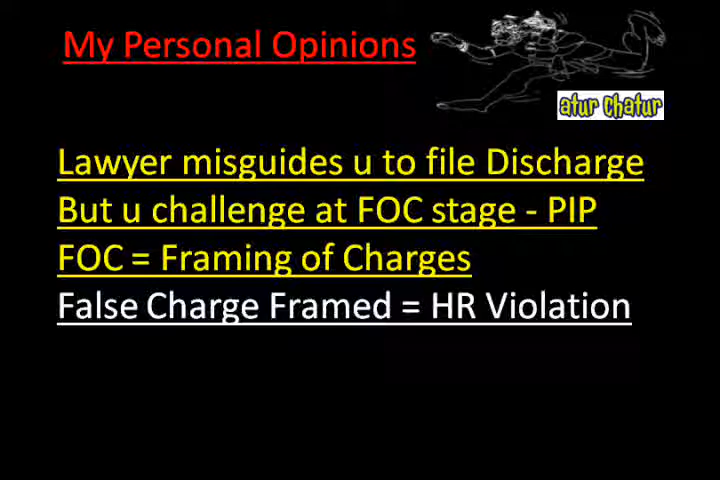 My Personal Opinions
atur chatur
Lawyer misguides u to file Discharge
But u challenge at FOC stage - PIP
FOC = Framing of Charges
False Charge Framed = HR Violation